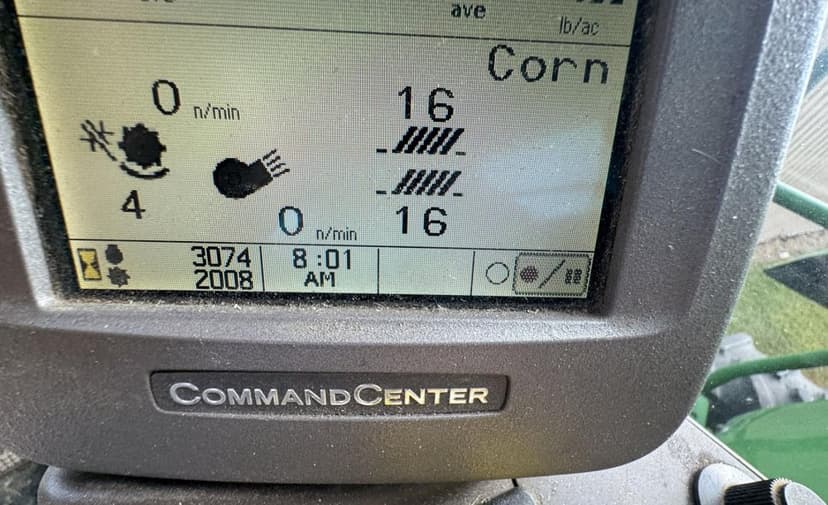 ave
lb/ac
Corn
0 n/min
16
4
0 n/min
16
3074
2008
8:01
AM
COMMANDCENTER